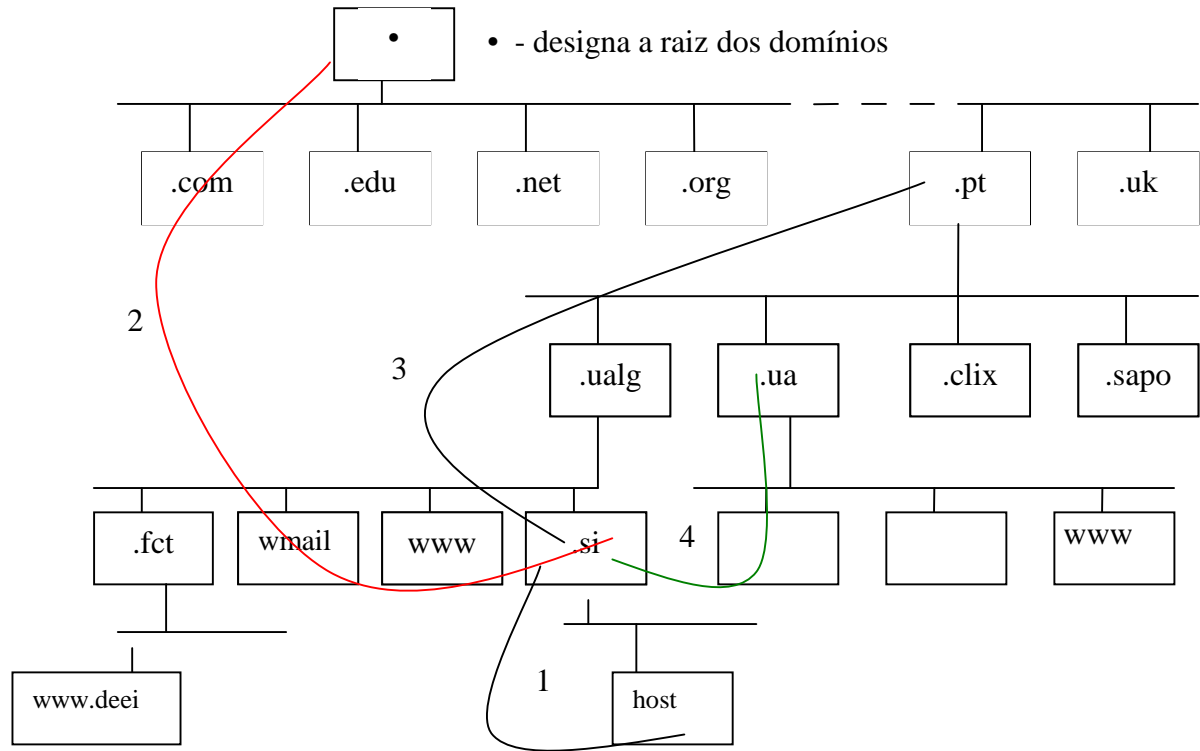 •
• - designa a raiz dos domínios
.com
.edu
.net
.org
.pt
.uk
2
3
.ualg
.ua
.clix
.sapo
.fct
wmail
www
.si
4
www
www.deei
1
host